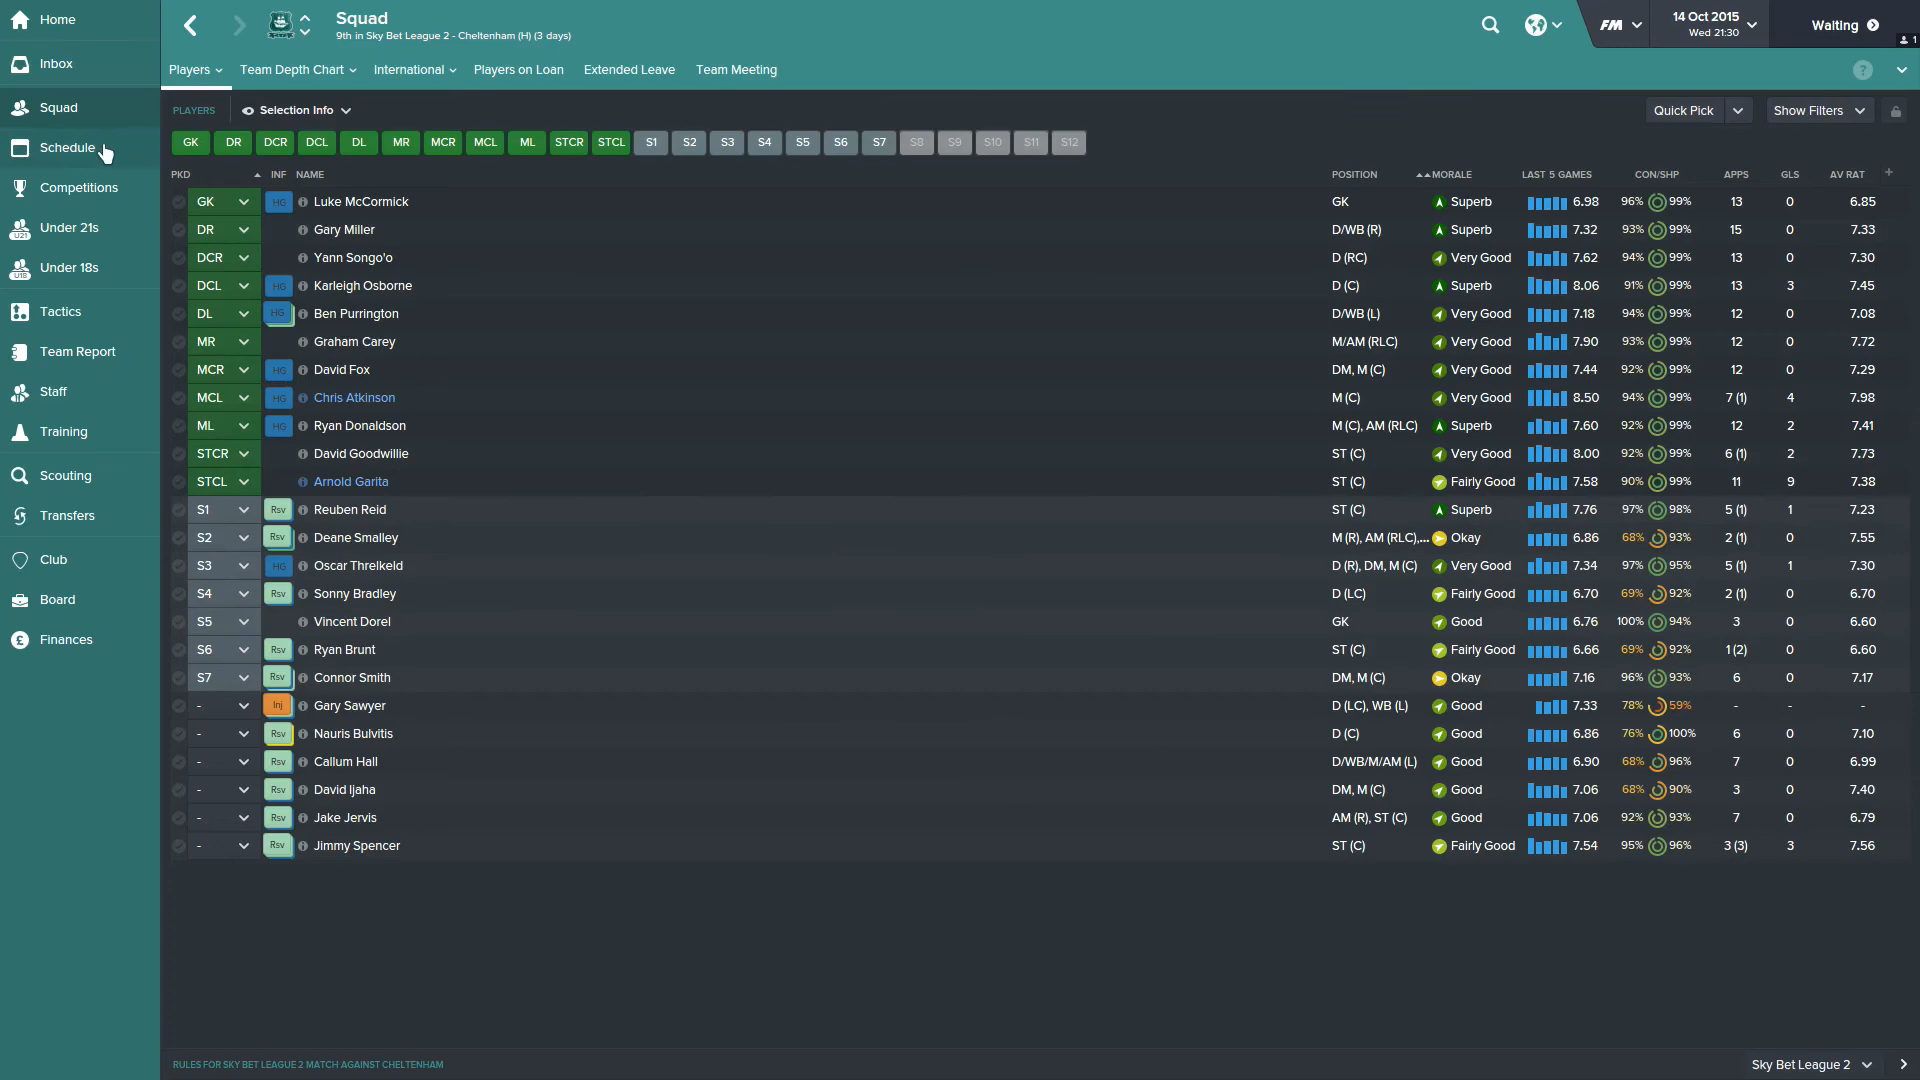 Home
Inbox
Squad
Schedule
Competitions
Under 21s
Under 18s
Tactics
Team Report
Staff
Training
Scouting
Transfers
Club
Board
Finances
Squad
9th in Sky Bet League 2 - Cheltenham (H) (3 days)
FM
14 Oct 2015
Wed 21:30
Waiting
1
Players Team Depth Chart International Players on Loan Extended Leave Team Meeting
PLAYERS Selection Info Quick Pick Show Filters
GK DR DCR DCL DL MR MCR MCL ML STCR STCL S1 S2 S3 S4 S5 S6 S7 S8 S9 S10 S11 S12
PKD INF NAME POSITION MORALE LAST 5 GAMES CON/SHP APPS GLS AV RAT
GK HG Luke McCormick GK Superb 6.98 96% 99% 13 0 6.85
DR Gary Miller D/WB (R) Superb 7.32 93% 99% 15 0 7.33
DCR Yann Songo'o D (RC) Very Good 7.62 94% 99% 13 0 7.30
DCL HG Karleigh Osborne D (C) Superb 8.06 91% 99% 13 3 7.45
DL HG Ben Purrington D/WB (L) Very Good 7.18 94% 99% 12 0 7.08
MR Graham Carey M/AM (RLC) Very Good 7.90 93% 99% 12 0 7.72
MCR HG David Fox DM, M (C) Very Good 7.44 92% 99% 12 0 7.29
MCL HG Chris Atkinson M (C) Very Good 8.50 94% 99% 7 (1) 4 7.98
ML HG Ryan Donaldson M (C), AM (RLC) Superb 7.60 92% 99% 12 2 7.41
STCR David Goodwillie ST (C) Very Good 8.00 92% 99% 6 (1) 2 7.73
STCL Arnold Garita ST (C) Fairly Good 7.58 90% 99% 11 9 7.38
S1 Rsv Reuben Reid ST (C) Superb 7.76 97% 98% 5 (1) 1 7.23
S2 Rsv Deane Smalley M (R), AM (RLC),... Okay 6.86 68% 93% 2 (1) 0 7.55
S3 HG Oscar Threlkeld D (R), DM, M (C) Very Good 7.34 97% 95% 5 (1) 1 7.30
S4 Rsv Sonny Bradley D (LC) Fairly Good 6.70 69% 92% 2 (1) 0 6.70
S5 Vincent Dorel GK Good 6.76 100% 94% 3 0 6.60
S6 Rsv Ryan Brunt ST (C) Fairly Good 6.66 69% 92% 1 (2) 0 6.60
S7 Rsv Connor Smith DM, M (C) Okay 7.16 96% 93% 6 0 7.17
- Inj Gary Sawyer D (LC), WB (L) Good 7.33 78% 59% - - -
- Rsv Nauris Bulvitis D (C) Good 6.86 76% 100% 6 0 7.10
- Rsv Callum Hall D/WB/M/AM (L) Good 6.90 68% 96% 7 0 6.99
- Rsv David Ijaha DM, M (C) Good 7.06 68% 90% 3 0 7.40
- Rsv Jake Jervis AM (R), ST (C) Good 7.06 92% 93% 7 0 6.79
- Rsv Jimmy Spencer ST (C) Fairly Good 7.54 95% 96% 3 (3) 3 7.56
RULES FOR SKY BET LEAGUE 2 MATCH AGAINST CHELTENHAM
Sky Bet League 2